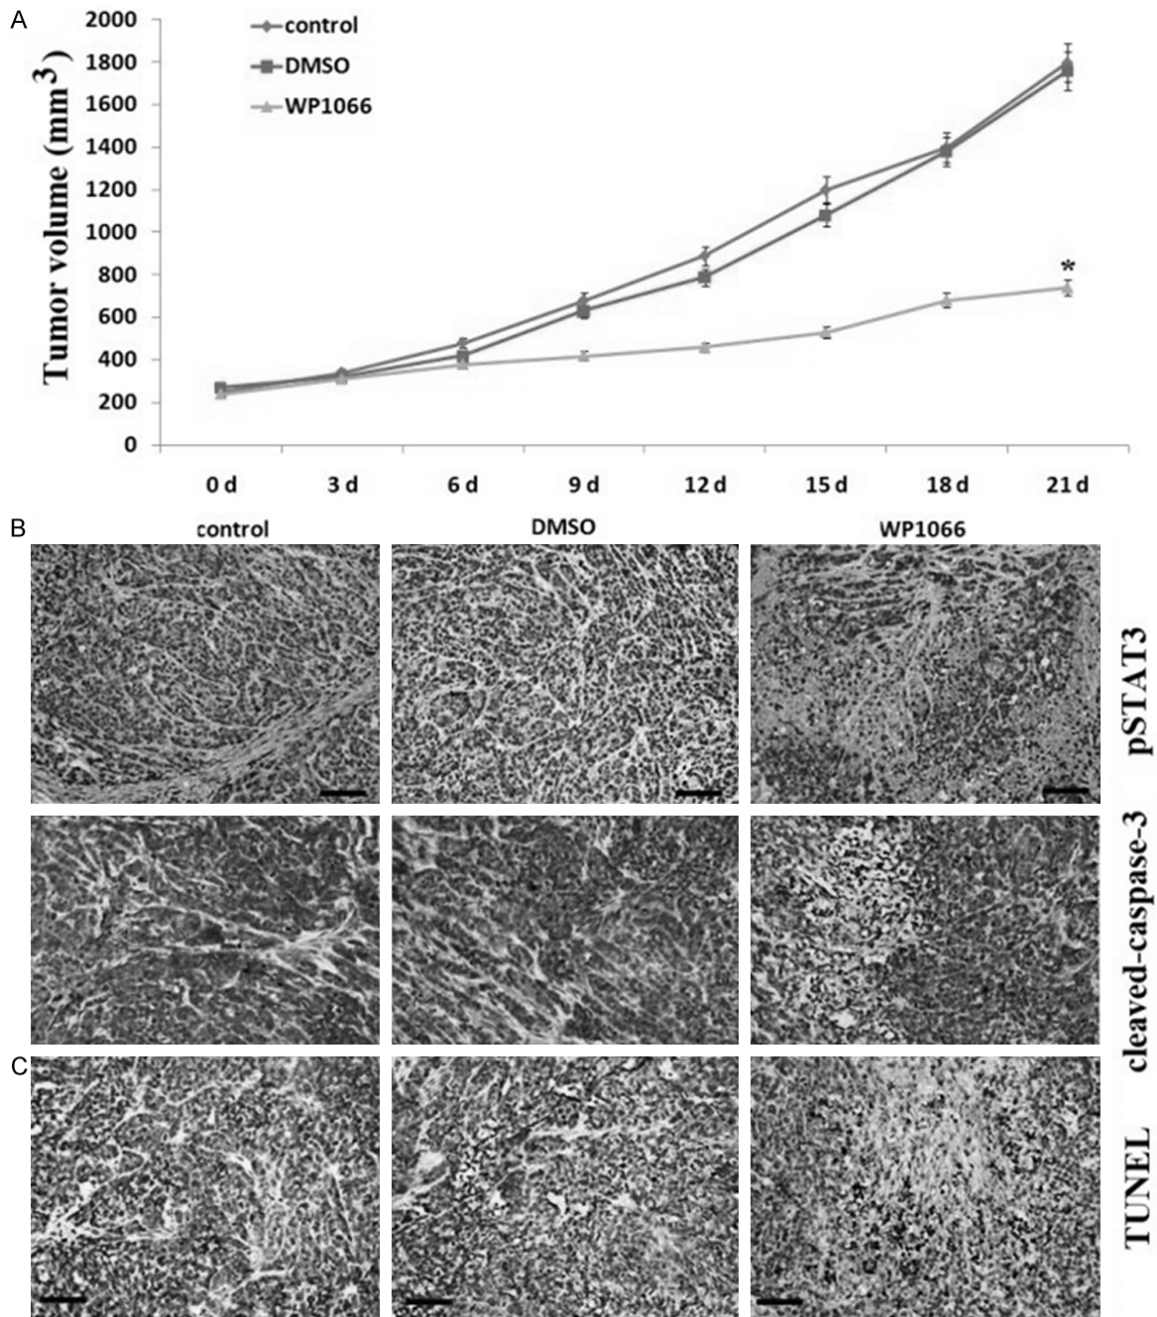 A
Tumor volume (mm3)
2000
1800
1600
1400
1200
1000
800
600
400
200
0
control
DMSO
WP1066
*
0 d
3 d
6 d
9 d
12 d
15 d
18 d
21 d
B
control
DMSO
WP1066
pSTAT3
cleaved-caspase-3
C
TUNEL